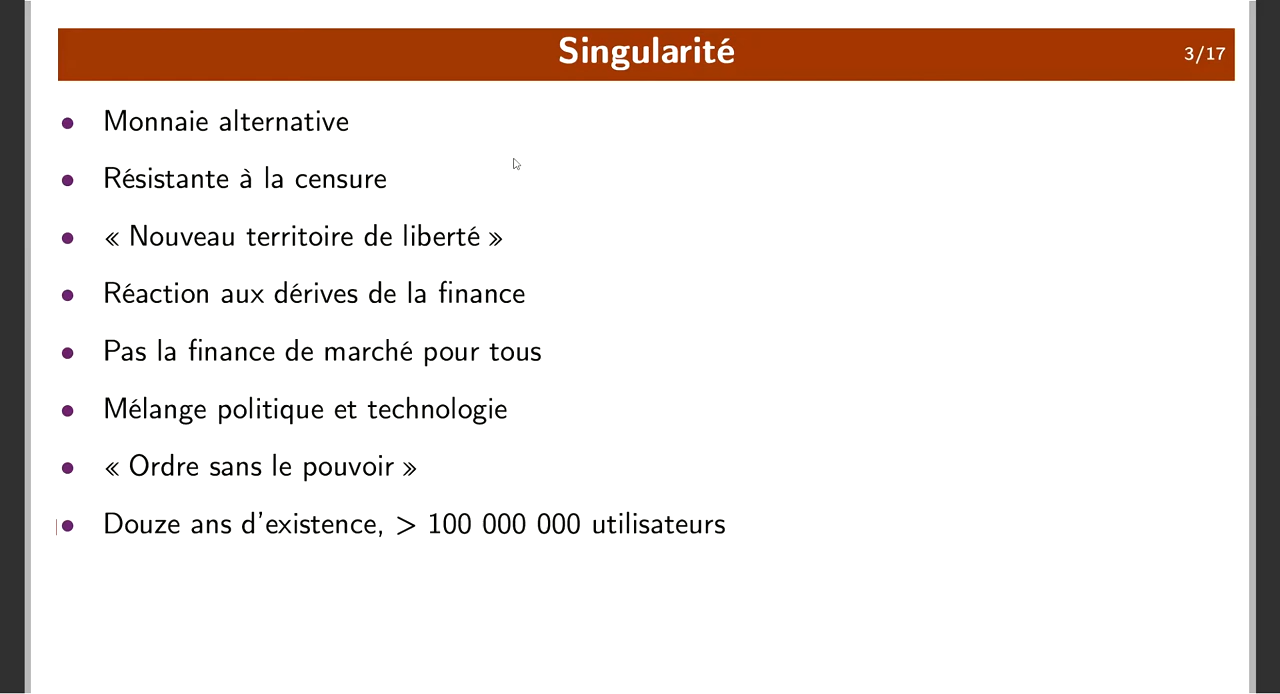 Singularité
3/17
Monnaie alternative
Résistante à la censure
« Nouveau territoire de liberté »
Réaction aux dérives de la finance
Pas la finance de marché pour tous
Mélange politique et technologie
« Ordre sans le pouvoir »
Douze ans d'existence, > 100 000 000 utilisateurs